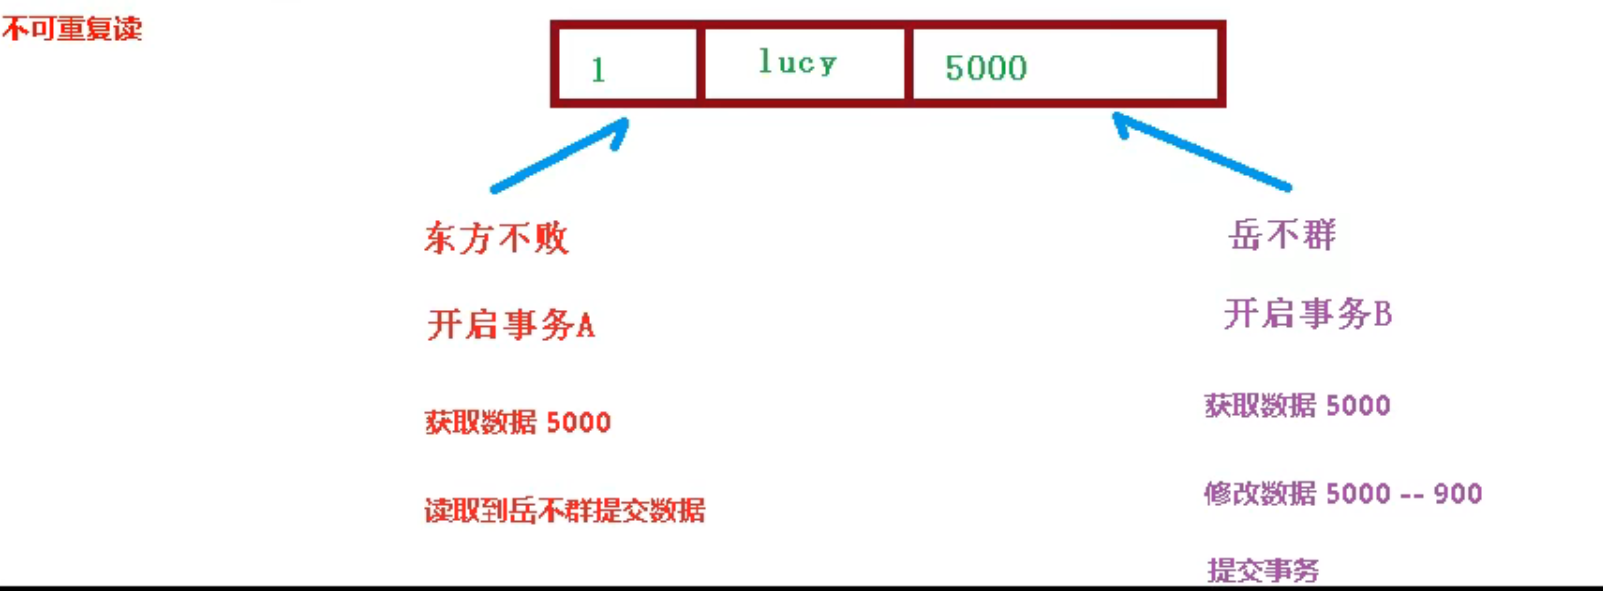 不可重复读
1 lucy 5000
东方不败
开启事务A
获取数据 5000
读取到岳不群提交数据
岳不群
开启事务B
获取数据 5000
修改数据 5000 -- 900
提交事务